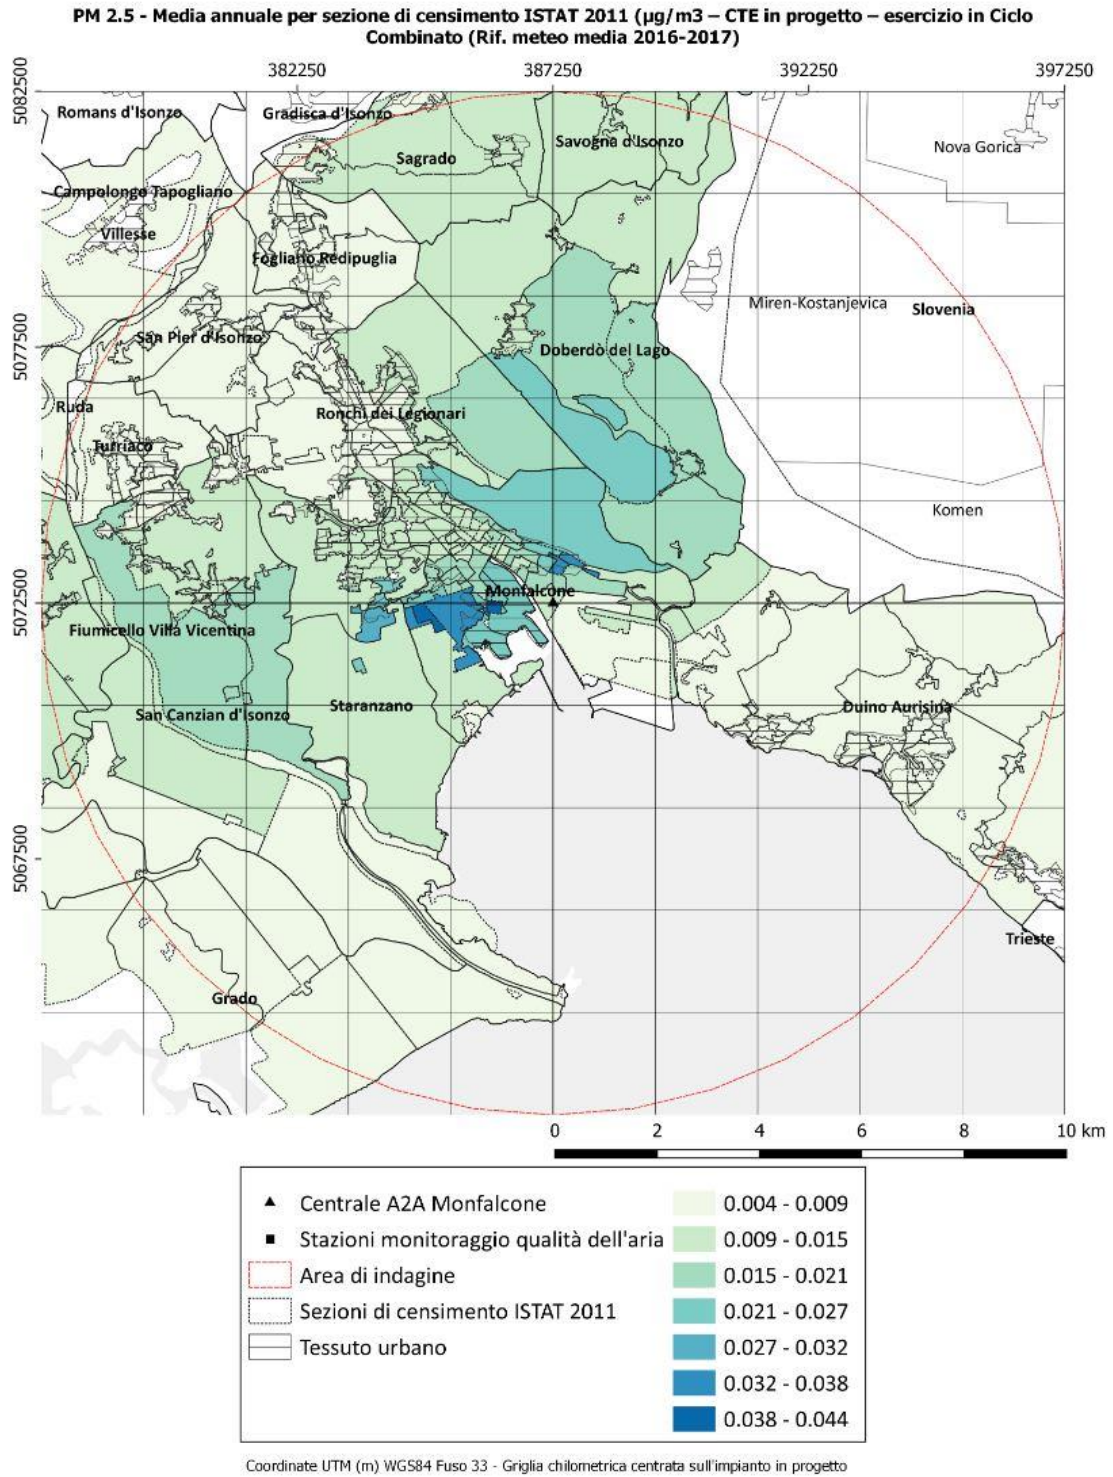 PM 2.5 - Media annuale per sezione di censimento ISTAT 2011 (µg/m3 – CTE in progetto – esercizio in Ciclo
Combinato (Rif. meteo media 2016-2017)
382250 387250 392250 397250
5082500
Romans d'Isonzo
Gradisca d'Isonzo
Savogna d'Isonzo
Nova Gorica
Sagrado
Campolongo Tapogliano
Villesse
Fogliano Redipuglia
Miren-Kostanjevica
Slovenia
5077500
San Pier d'Isonzo
Doberdò del Lago
Ruda
Ronchi dei Legionari
Turriaco
Komen
5072500
Monfalcone
Fiumicello Villa Vicentina
San Canzian d'Isonzo
Staranzano
Duino Aurisina
5067500
Trieste
Grado
0 2 4 6 8 10 km
Centrale A2A Monfalcone
Stazioni monitoraggio qualità dell'aria
Area di indagine
Sezioni di censimento ISTAT 2011
Tessuto urbano
0.004 - 0.009
0.009 - 0.015
0.015 - 0.021
0.021 - 0.027
0.027 - 0.032
0.032 - 0.038
0.038 - 0.044
Coordinate UTM (m) WGS84 Fuso 33 - Griglia chilometrica centrata sull'impianto in progetto